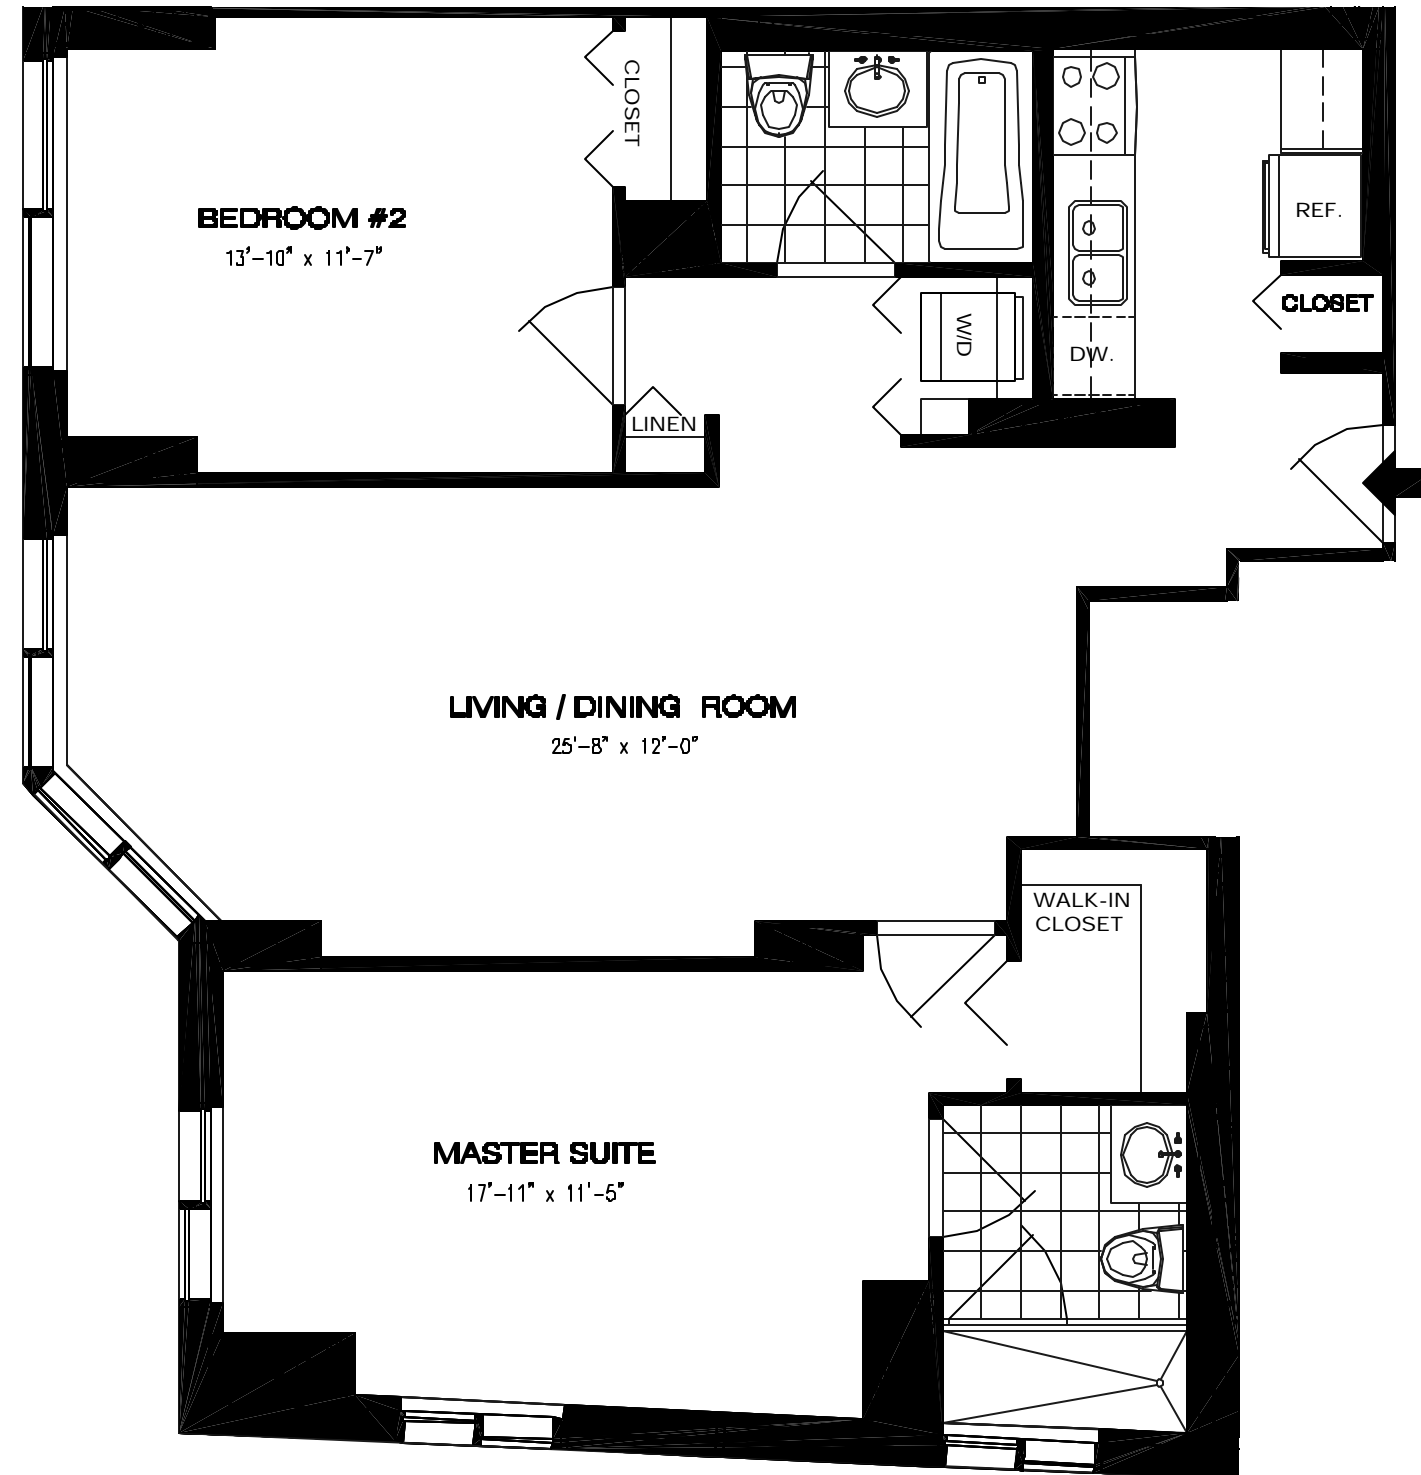 CLOSET
BEDROOM #2
13'-10" x 11'-7"
REF.
CLOSET
W/D
DW.
LINEN
LIVING / DINING ROOM
25'-8" x 12'-0"
WALK-IN
CLOSET
MASTER SUITE
17'-11" x 11'-5"